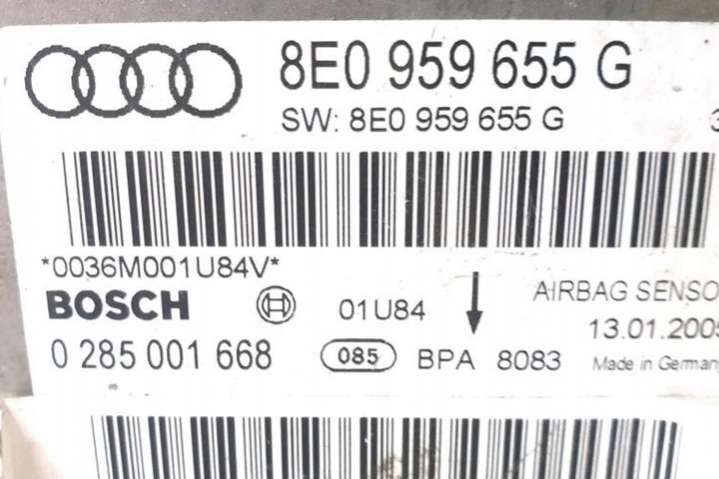 8E0 959 655 G
SW: 8E0 959 655 G
*0036M001U84V*
BOSCH 01U84 AIRBAG SENSO
13.01.2005
0 285 001 668 085 BPA 8083 Made in Germany